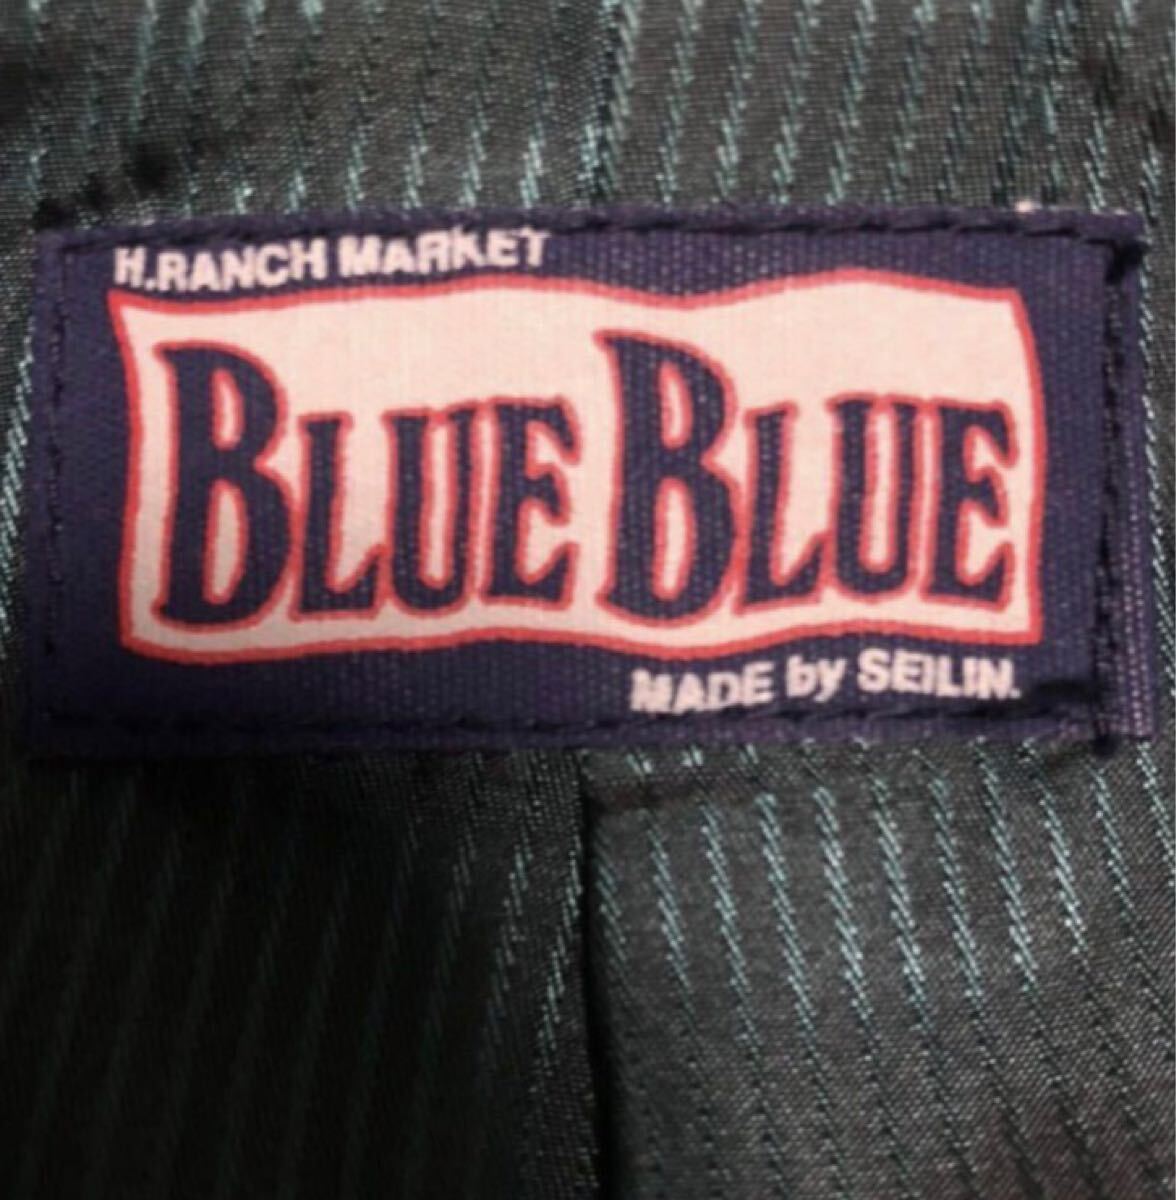 H.RANCH MARKET
BLUE BLUE
MADE by SEILIN.